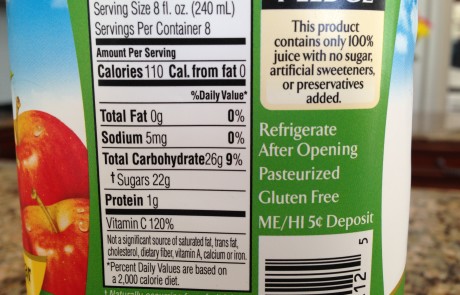 Serving Size 8 fl. oz. (240 mL)
Servings Per Container 8
Amount Per Serving
Calories 110 Cal. from fat 0
%Daily Value*
Total Fat 0g 0%
Sodium 5mg 0%
Total Carbohydrate 26g 9%
†Sugars 22g
Protein 1g
Vitamin C 120%
Not a significant source of saturated fat, trans fat,
cholesterol, dietary fiber, vitamin A, calcium or iron.
*Percent Daily Values are based on
a 2,000 calorie diet.
This product
contains only 100%
juice with no sugar,
artificial sweeteners,
or preservatives
added.
Refrigerate
After Opening
Pasteurized
Gluten Free
ME/HI 5¢ Deposit